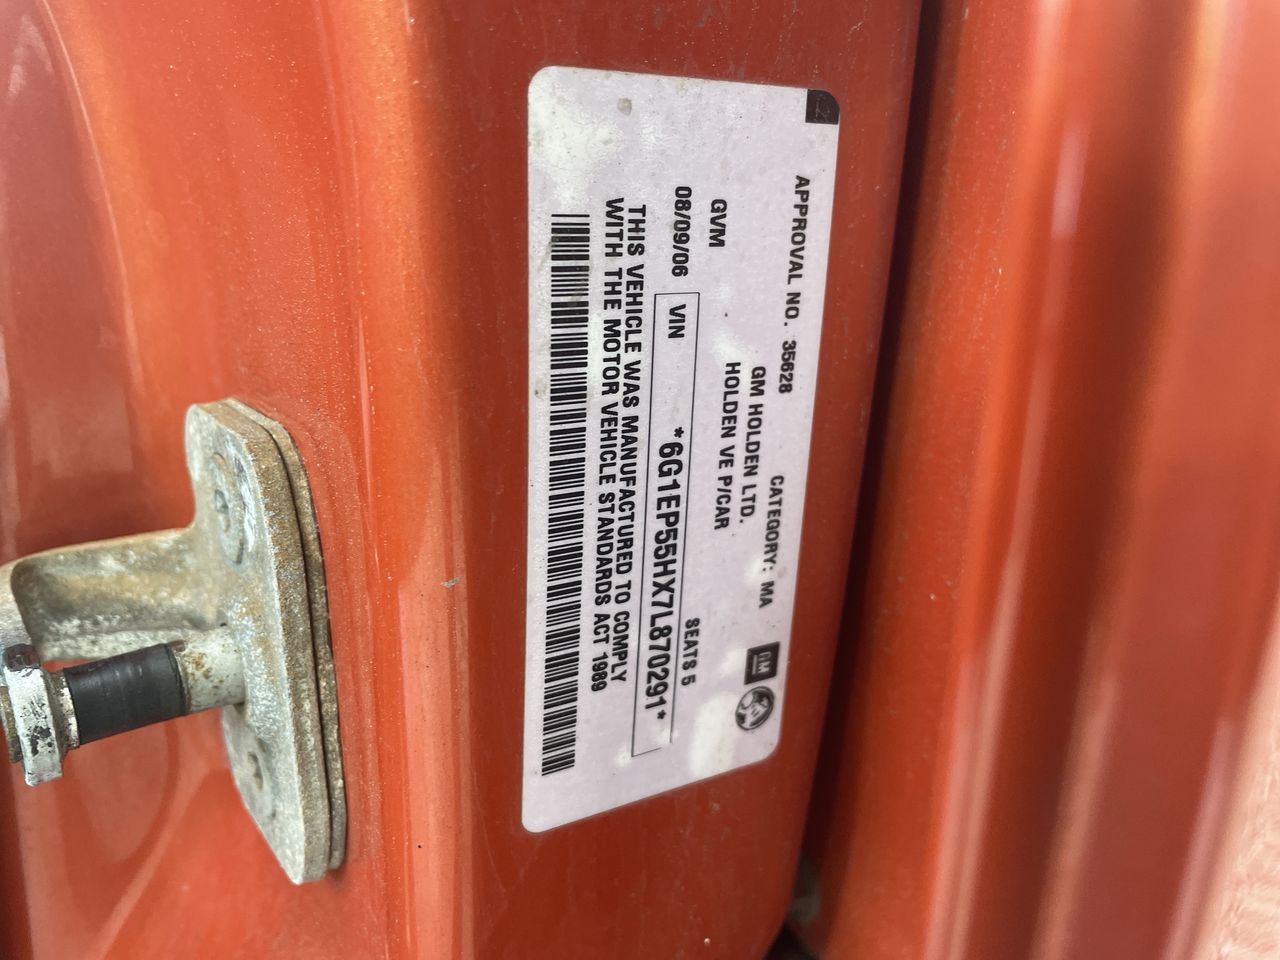 APPROVAL NO. 35628 CATEGORY: MA
GM
GM HOLDEN LTD.
HOLDEN VE P/CAR
GVM SEATS 5
08/09/06 VIN *6G1EP55HX7L870291*
THIS VEHICLE WAS MANUFACTURED TO COMPLY
WITH THE MOTOR VEHICLE STANDARDS ACT 1989